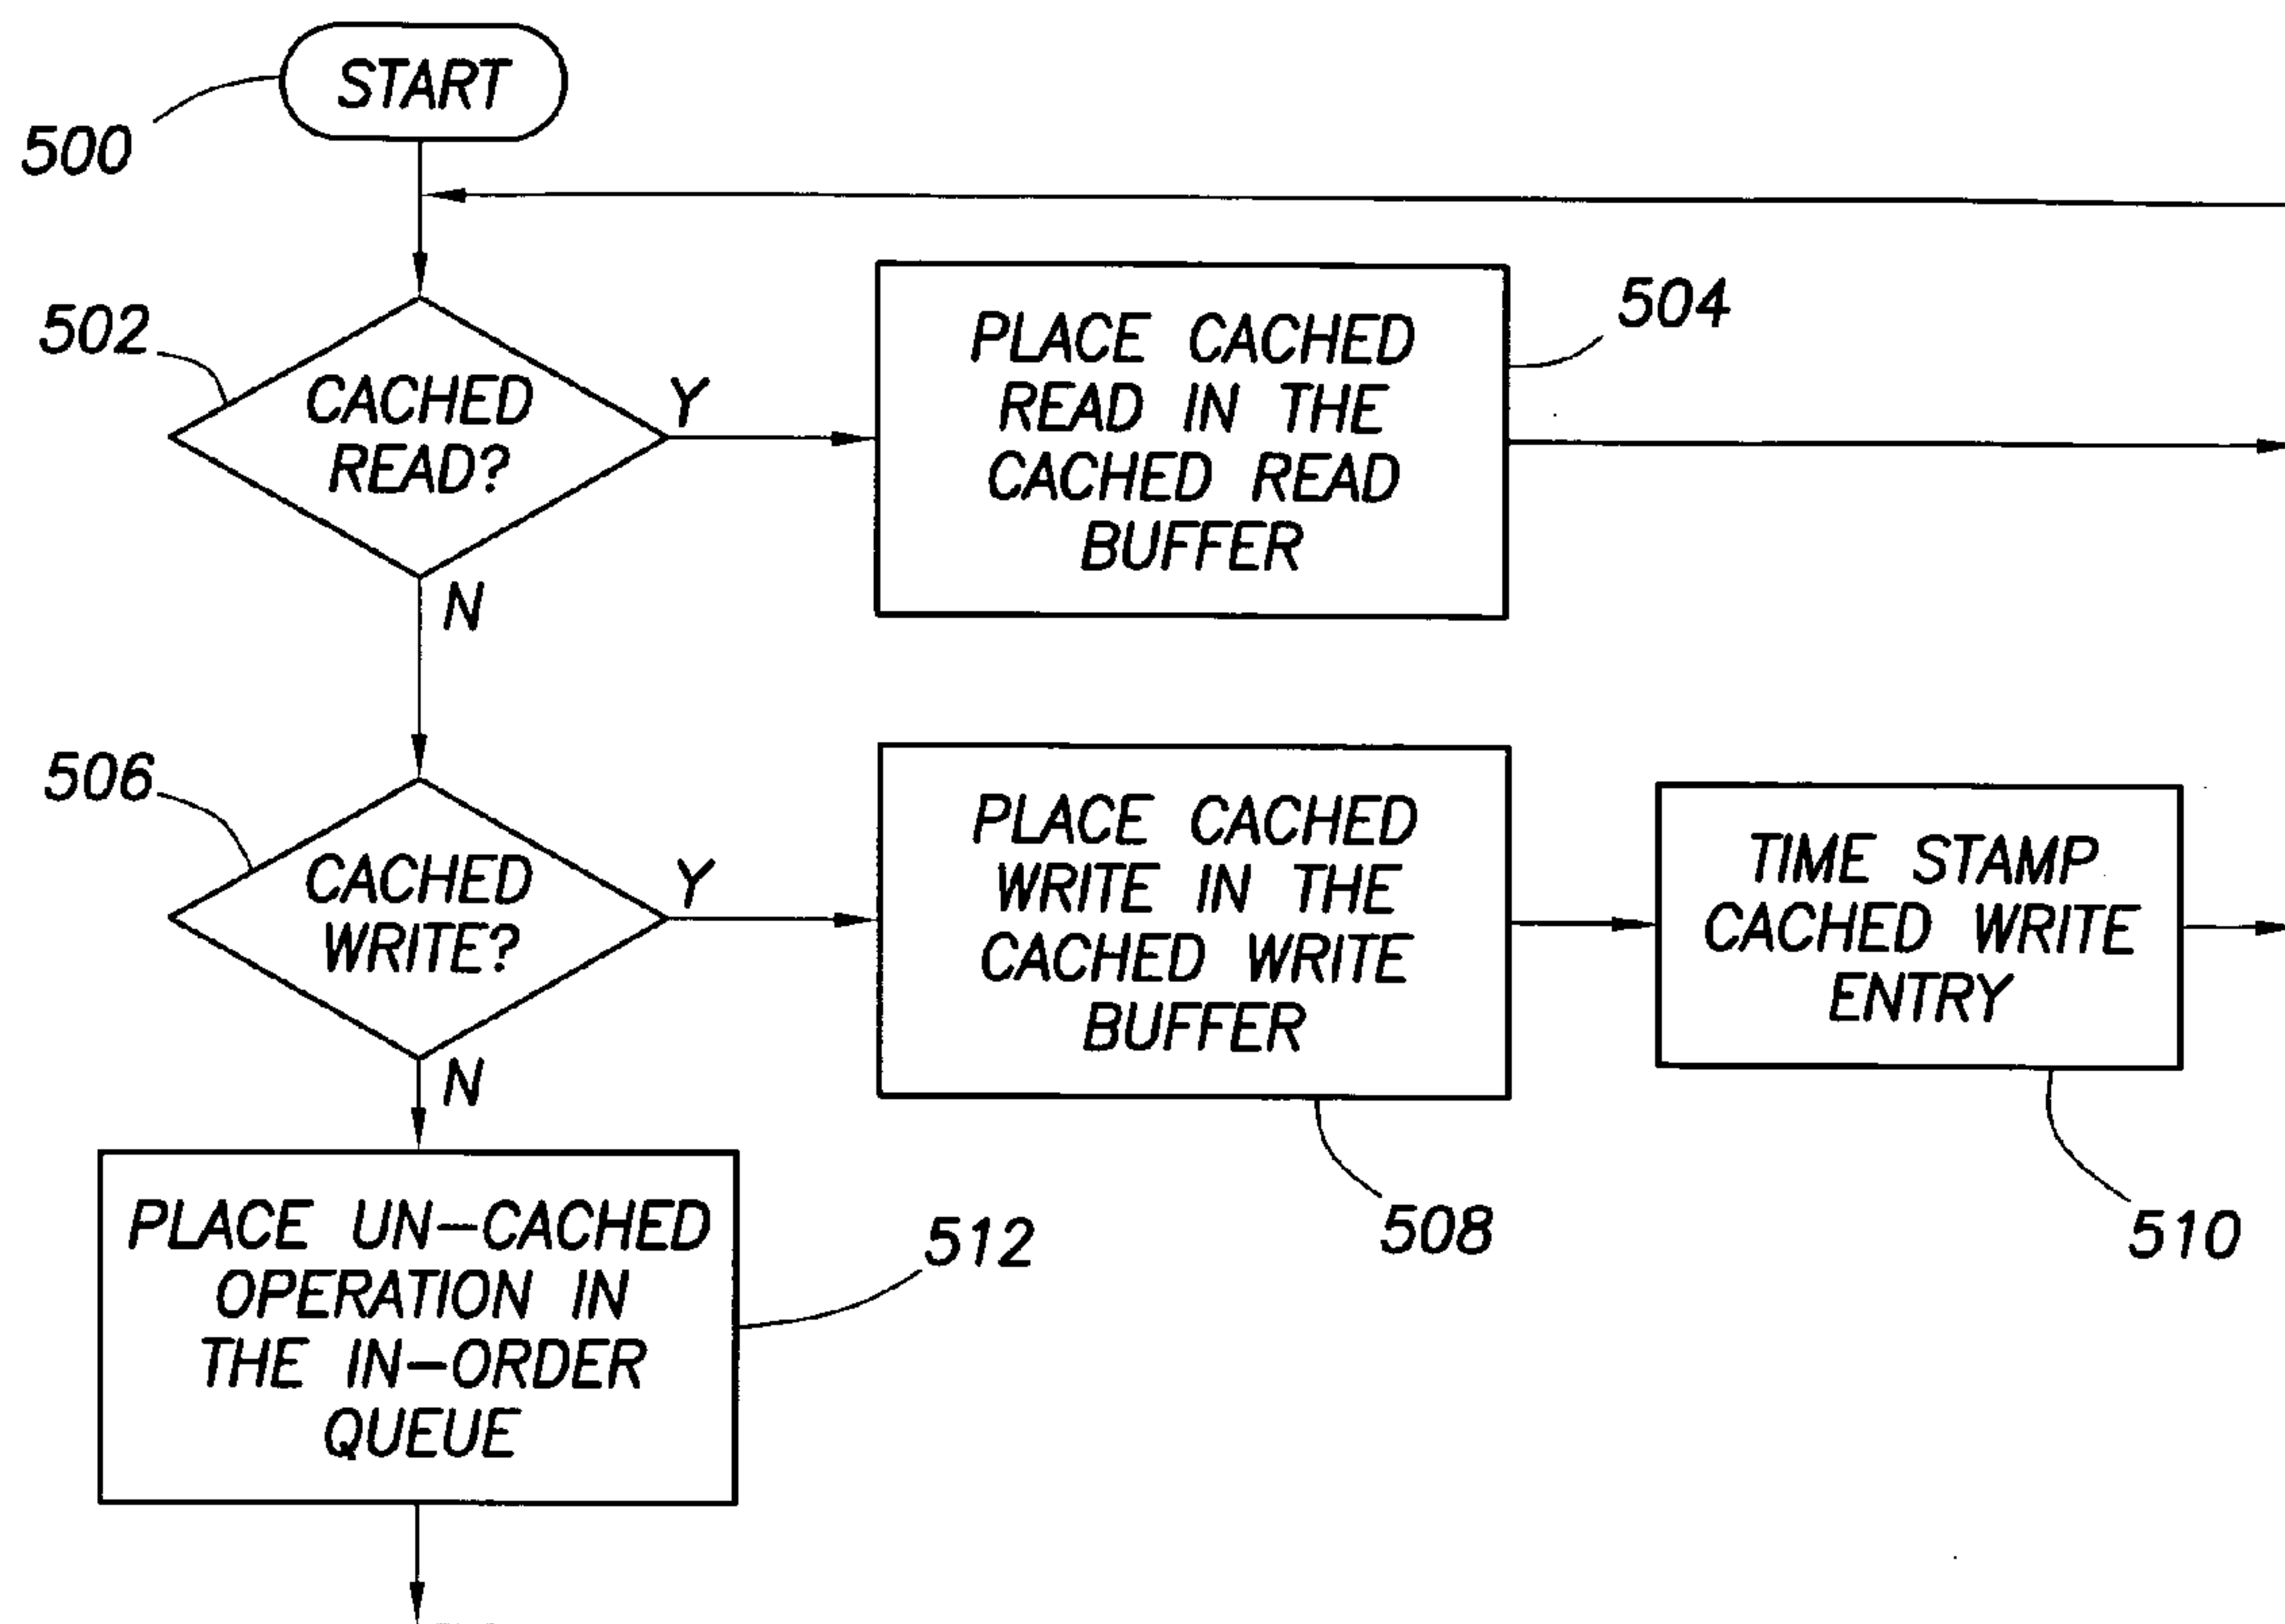 START
500
502
CACHED
READ?
Y
N
PLACE CACHED
READ IN THE
CACHED READ
BUFFER
504
506
CACHED
WRITE?
Y
N
PLACE CACHED
WRITE IN THE
CACHED WRITE
BUFFER
508
TIME STAMP
CACHED WRITE
ENTRY
510
PLACE UN-CACHED
OPERATION IN
THE IN-ORDER
QUEUE
512